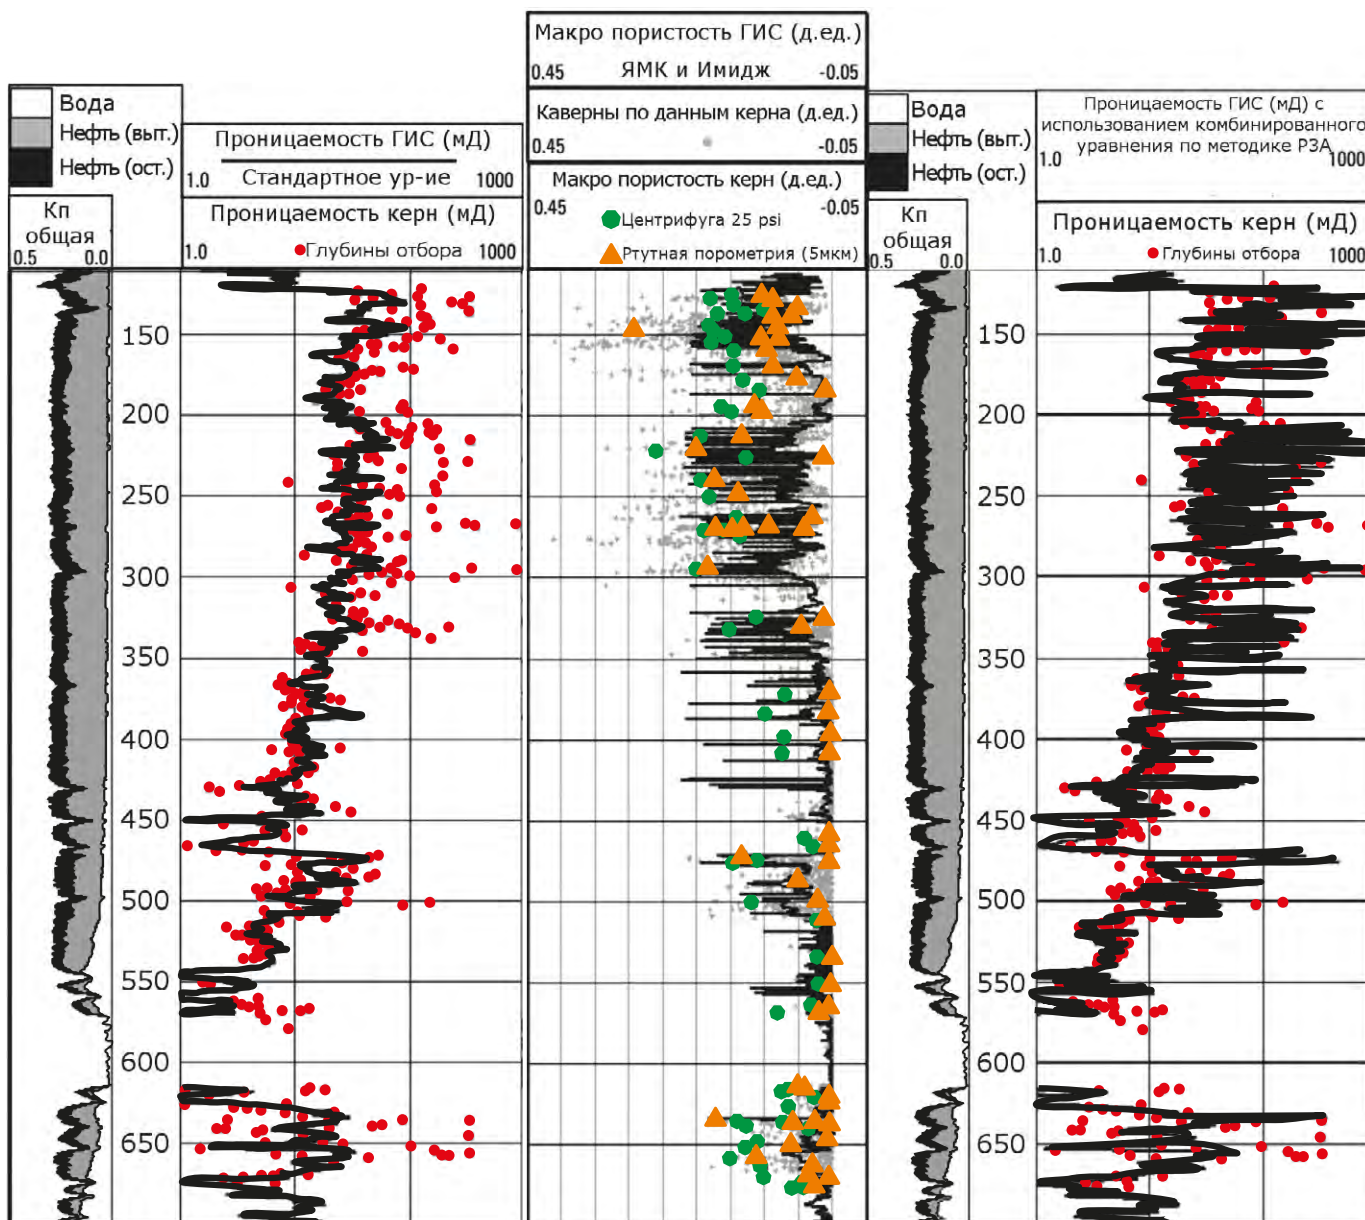 Макро пористость ГИС (д.ед.)
0.45 ЯМК и Имидж -0.05
Каверны по данным керна (д.ед.)
0.45 -0.05
Макро пористость керн (д.ед.)
0.45 -0.05
Центрифуга 25 psi
Ртутная порометрия (5мкм)
Вода
Нефть (выт.)
Нефть (ост.)
Кп
общая
0.5 0.0
Проницаемость ГИС (мД)
1.0 Стандартное ур-ие 1000
Проницаемость керн (мД)
1.0 Глубины отбора 1000
Вода
Нефть (выт.)
Нефть (ост.)
Кп
общая
0.5 0.0
Проницаемость ГИС (мД) с
использованием комбинированного
уравнения по методике РЗА
1.0 1000
Проницаемость керн (мД)
1.0 Глубины отбора 1000
150
200
250
300
350
400
450
500
550
600
650
150
200
250
300
350
400
450
500
550
600
650